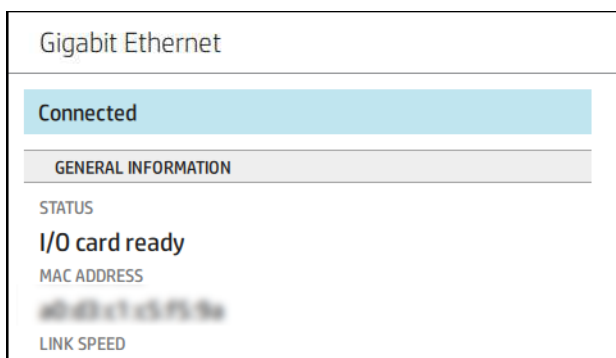 Gigabit Ethernet
Connected
GENERAL INFORMATION
STATUS
I/O card ready
MAC ADDRESS
LINK SPEED